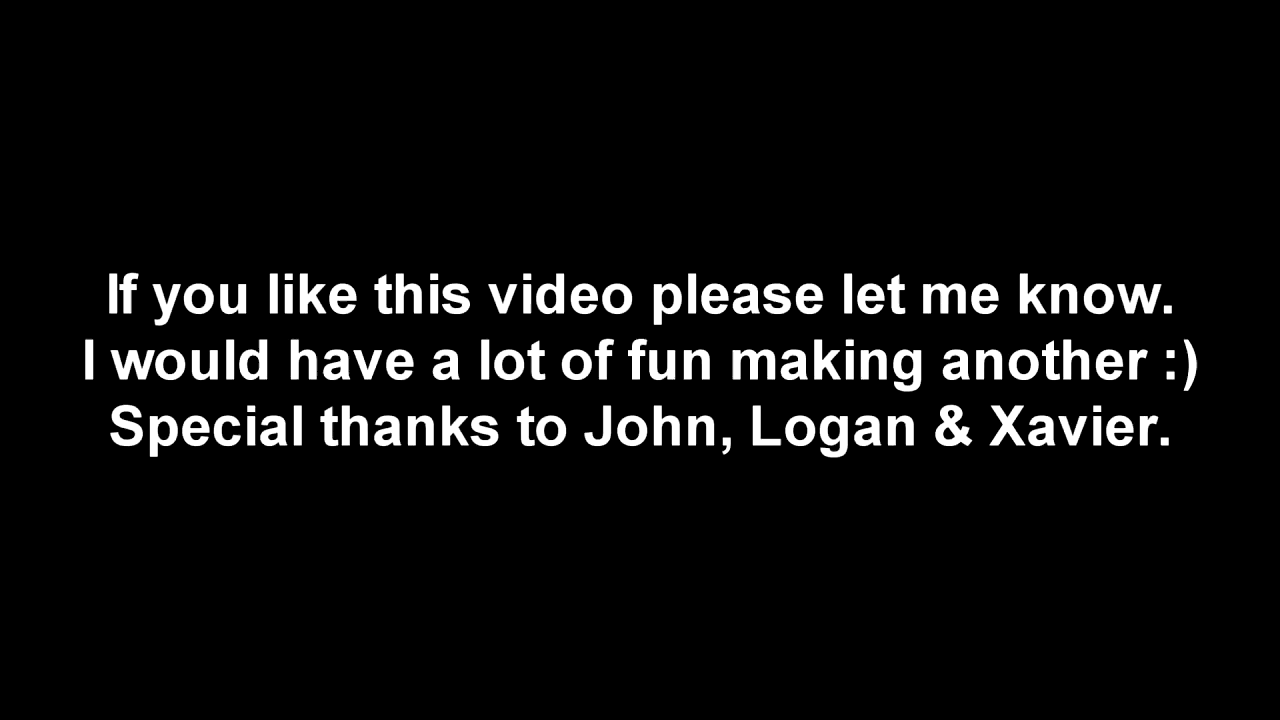 If you like this video please let me know.
I would have a lot of fun making another :)
Special thanks to John, Logan & Xavier.